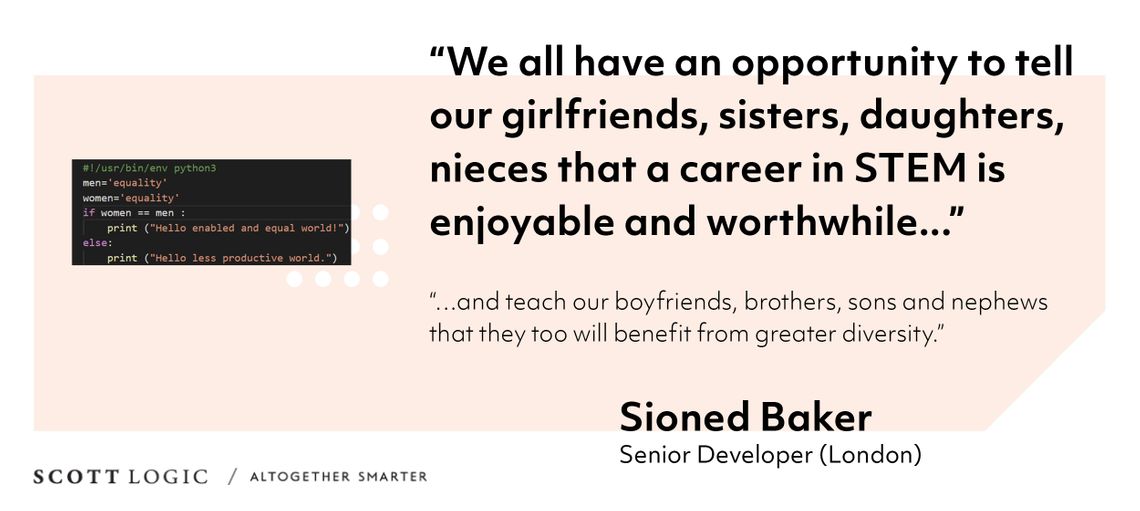 #!/usr/bin/env python3
men='equality'
women='equality'
if women == men :
    print ("Hello enabled and equal world!")
else:
    print ("Hello less productive world.")
“We all have an opportunity to tell
our girlfriends, sisters, daughters,
nieces that a career in STEM is
enjoyable and worthwhile...”
“...and teach our boyfriends, brothers, sons and nephews
that they too will benefit from greater diversity.”
Sioned Baker
Senior Developer (London)
SCOTT LOGIC / ALTOGETHER SMARTER